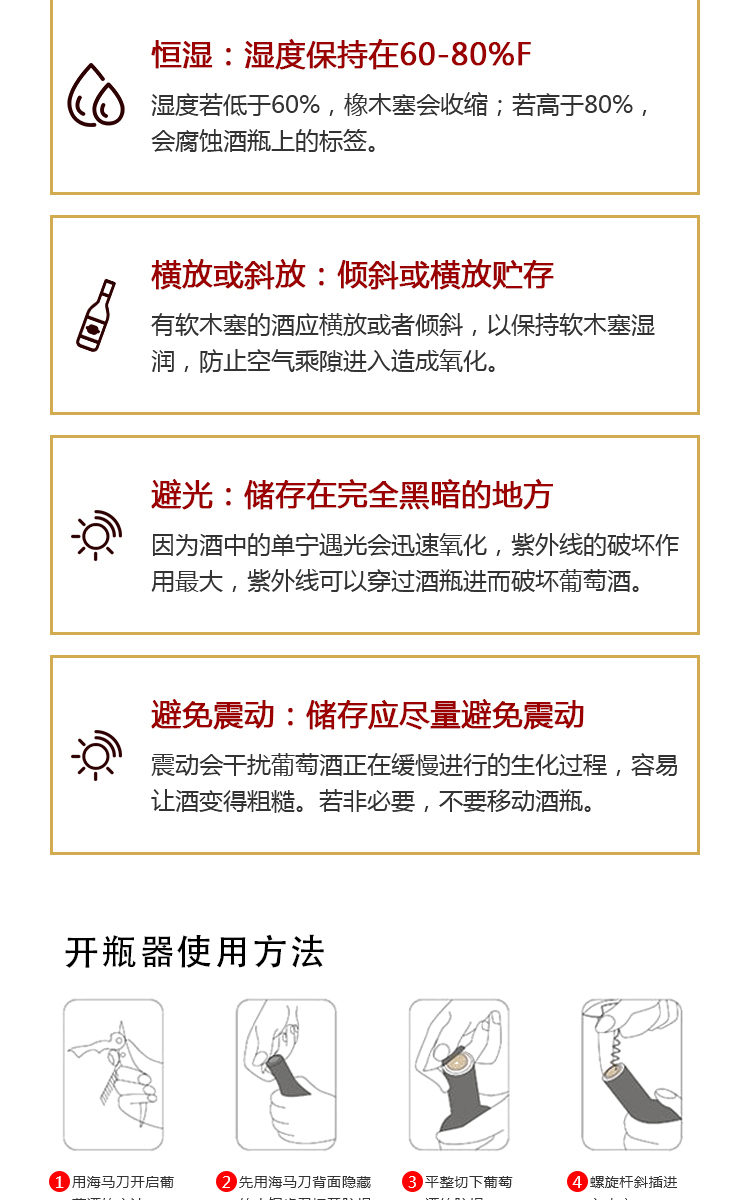 恒湿：湿度保持在60-80%F
湿度若低于60%，橡木塞会收缩；若高于80%，
会腐蚀酒瓶上的标签。
横放或斜放：倾斜或横放贮存
有软木塞的酒应横放或者倾斜，以保持软木塞湿
润，防止空气乘隙进入造成氧化。
避光：储存在完全黑暗的地方
因为酒中的单宁遇光会迅速氧化，紫外线的破坏作
用最大，紫外线可以穿过酒瓶进而破坏葡萄酒。
避免震动：储存应尽量避免震动
震动会干扰葡萄酒正在缓慢进行的生化过程，容易
让酒变得粗糙。若非必要，不要移动酒瓶。
开瓶器使用方法
1 用海马刀开启葡
2 先用海马刀背面隐藏
3 平整切下葡萄
4 螺旋杆斜插进